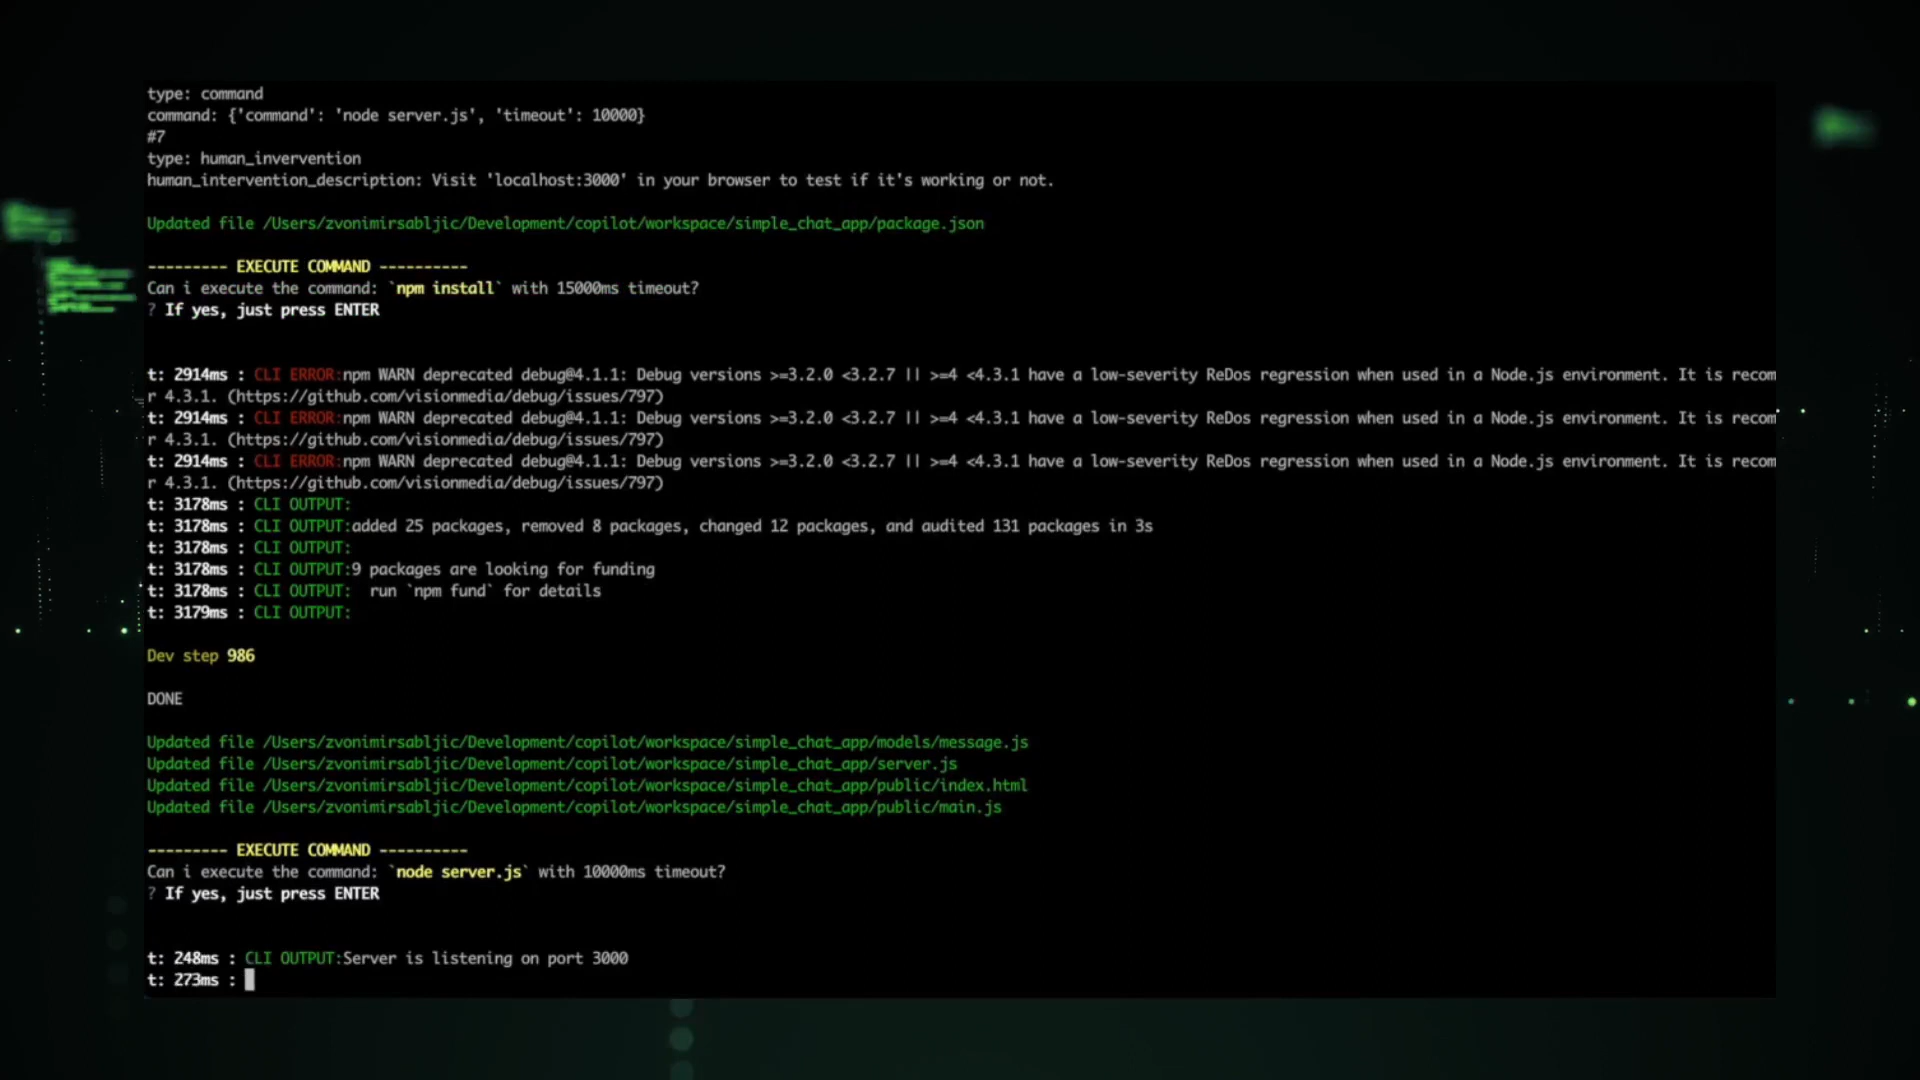 type: command
command: {'command': 'node server.js', 'timeout': 10000}
#7
type: human_invervention
human_intervention_description: Visit 'localhost:3000' in your browser to test if it's working or not.
Updated file /Users/zvonimirsabljic/Development/copilot/workspace/simple_chat_app/package.json
--------- EXECUTE COMMAND ----------
Can i execute the command: `npm install` with 15000ms timeout?
? If yes, just press ENTER
t: 2914ms : CLI ERROR:npm WARN deprecated debug@4.1.1: Debug versions >=3.2.0 <3.2.7 || >=4 <4.3.1 have a low-severity ReDos regression when used in a Node.js environment. It is recom
r 4.3.1. (https://github.com/visionmedia/debug/issues/797)
t: 2914ms : CLI ERROR:npm WARN deprecated debug@4.1.1: Debug versions >=3.2.0 <3.2.7 || >=4 <4.3.1 have a low-severity ReDos regression when used in a Node.js environment. It is recom
r 4.3.1. (https://github.com/visionmedia/debug/issues/797)
t: 2914ms : CLI ERROR:npm WARN deprecated debug@4.1.1: Debug versions >=3.2.0 <3.2.7 || >=4 <4.3.1 have a low-severity ReDos regression when used in a Node.js environment. It is recom
r 4.3.1. (https://github.com/visionmedia/debug/issues/797)
t: 3178ms : CLI OUTPUT:
t: 3178ms : CLI OUTPUT:added 25 packages, removed 8 packages, changed 12 packages, and audited 131 packages in 3s
t: 3178ms : CLI OUTPUT:
t: 3178ms : CLI OUTPUT:9 packages are looking for funding
t: 3178ms : CLI OUTPUT:  run `npm fund` for details
t: 3179ms : CLI OUTPUT:
Dev step 986
DONE
Updated file /Users/zvonimirsabljic/Development/copilot/workspace/simple_chat_app/models/message.js
Updated file /Users/zvonimirsabljic/Development/copilot/workspace/simple_chat_app/server.js
Updated file /Users/zvonimirsabljic/Development/copilot/workspace/simple_chat_app/public/index.html
Updated file /Users/zvonimirsabljic/Development/copilot/workspace/simple_chat_app/public/main.js
--------- EXECUTE COMMAND ----------
Can i execute the command: `node server.js` with 10000ms timeout?
? If yes, just press ENTER
t: 248ms : CLI OUTPUT:Server is listening on port 3000
t: 273ms :